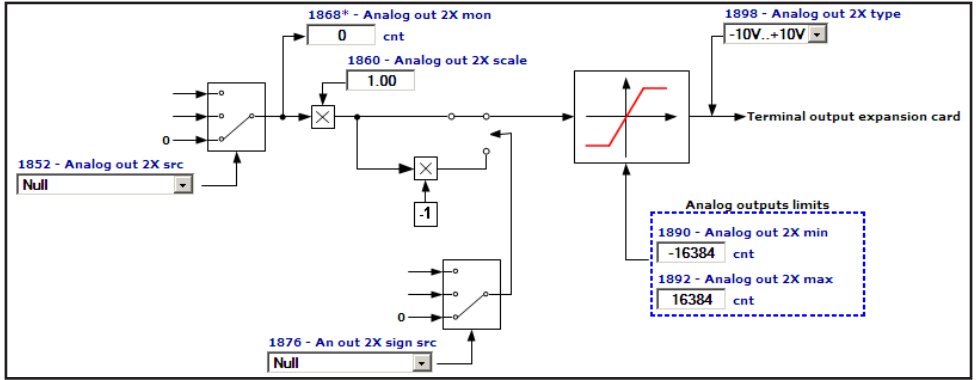 1868* - Analog out 2X mon
0 cnt
1898 - Analog out 2X type
-10V..+10V
1860 - Analog out 2X scale
1.00
0
1852 - Analog out 2X src
Null
Terminal output expansion card
-1
Analog outputs limits
1890 - Analog out 2X min
-16384 cnt
1892 - Analog out 2X max
16384 cnt
0
1876 - An out 2X sign src
Null